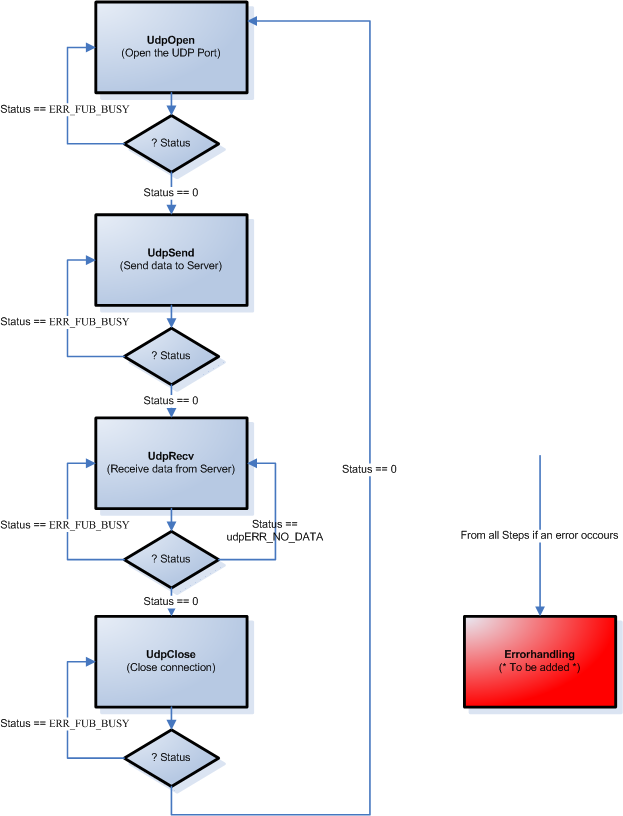 UdpOpen
(Open the UDP Port)
Status == ERR_FUB_BUSY
? Status
Status == 0
UdpSend
(Send data to Server)
Status == ERR_FUB_BUSY
? Status
Status == 0
UdpRecv
(Receive data from Server)
Status == 0
Status == ERR_FUB_BUSY
Status ==
udpERR_NO_DATA
From all Steps if an error occours
? Status
Status == 0
UdpClose
(Close connection)
Errorhandling
(* To be added *)
Status == ERR_FUB_BUSY
? Status